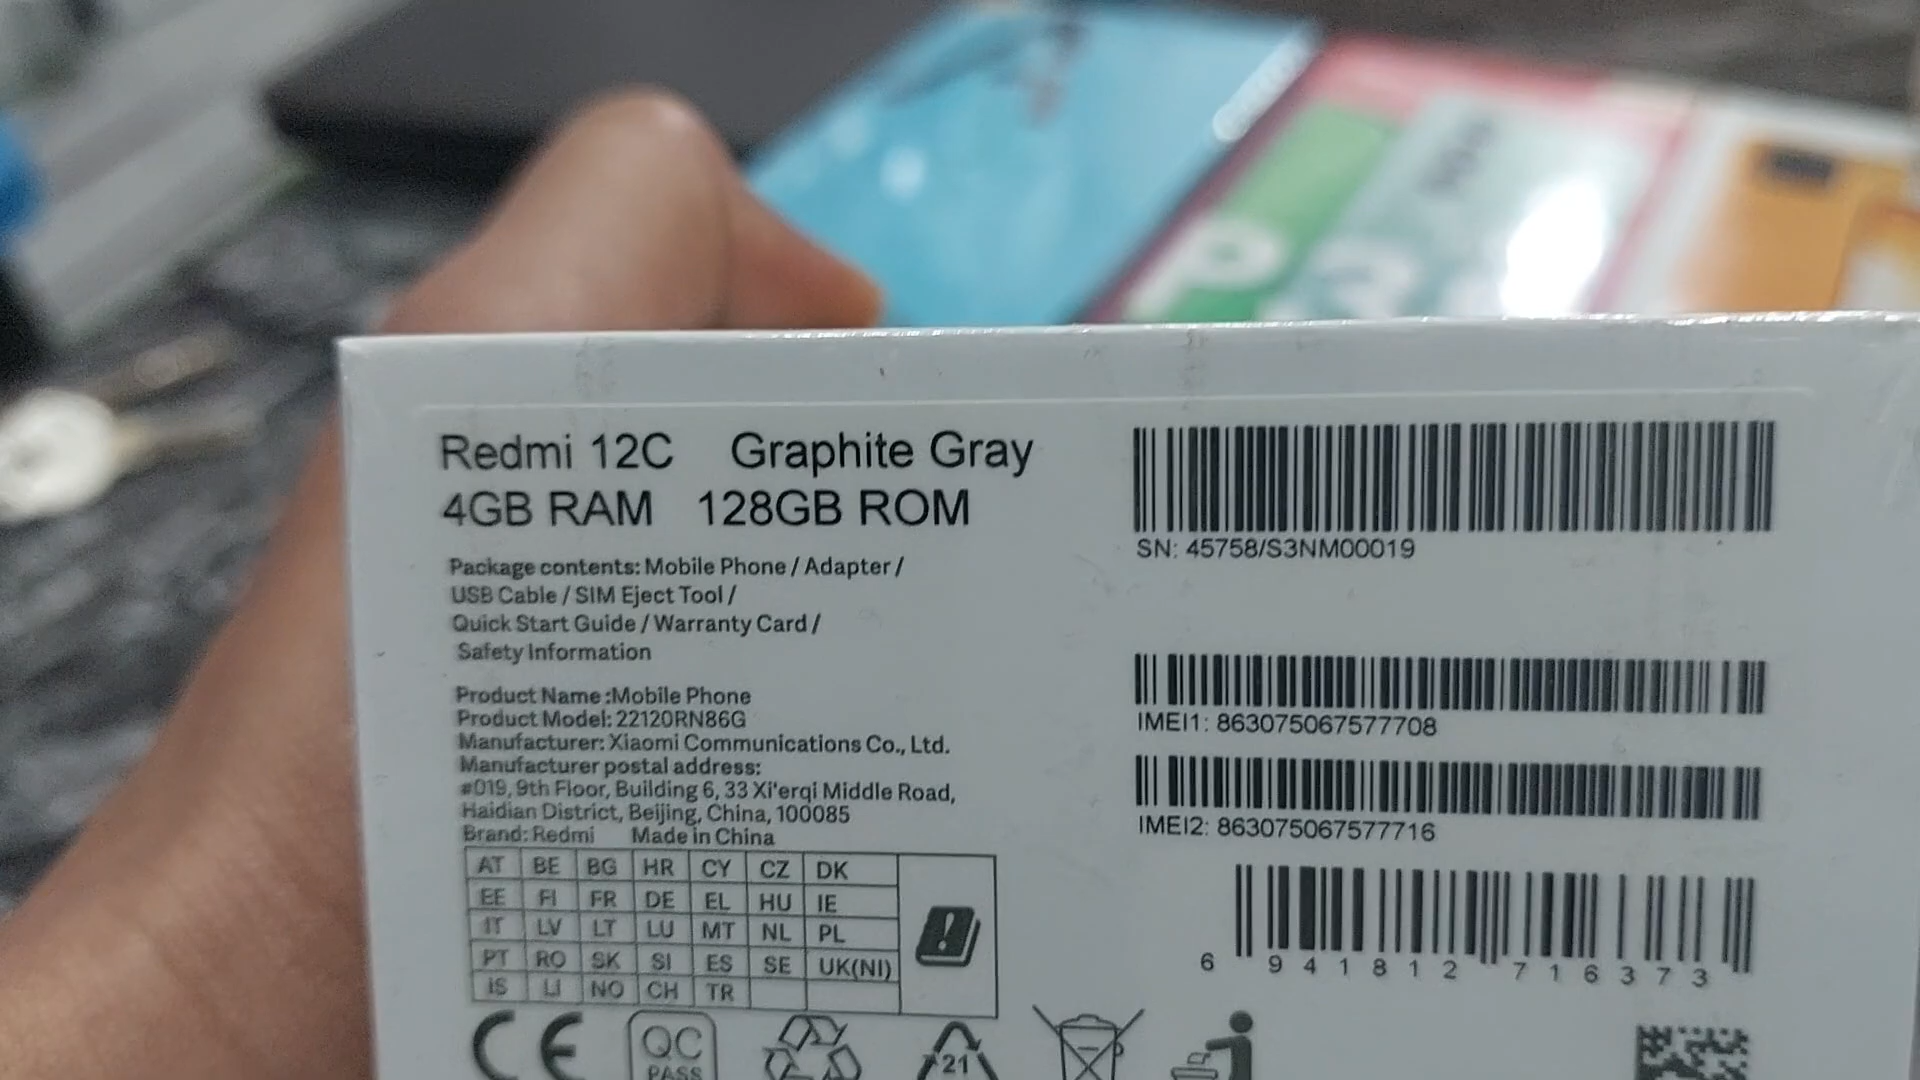 Redmi 12C Graphite Gray
4GB RAM 128GB ROM
Package contents: Mobile Phone / Adapter /
USB Cable / SIM Eject Tool /
Quick Start Guide / Warranty Card /
Safety Information
Product Name :Mobile Phone
Product Model: 22120RN86G
Manufacturer: Xiaomi Communications Co., Ltd.
Manufacturer postal address:
#019, 9th Floor, Building 6, 33 Xi'erqi Middle Road,
Haidian District, Beijing, China, 100085
Brand: Redmi Made in China
AT BE BG HR CY CZ DK
EE FI FR DE EL HU IE
IT LV LT LU MT NL PL
PT RO SK SI ES SE UK(NI)
IS LI NO CH TR
CE
QC
PASS
21
SN: 45758/S3NM00019
IMEI1: 863075067577708
IMEI2: 863075067577716
6 941812 716373